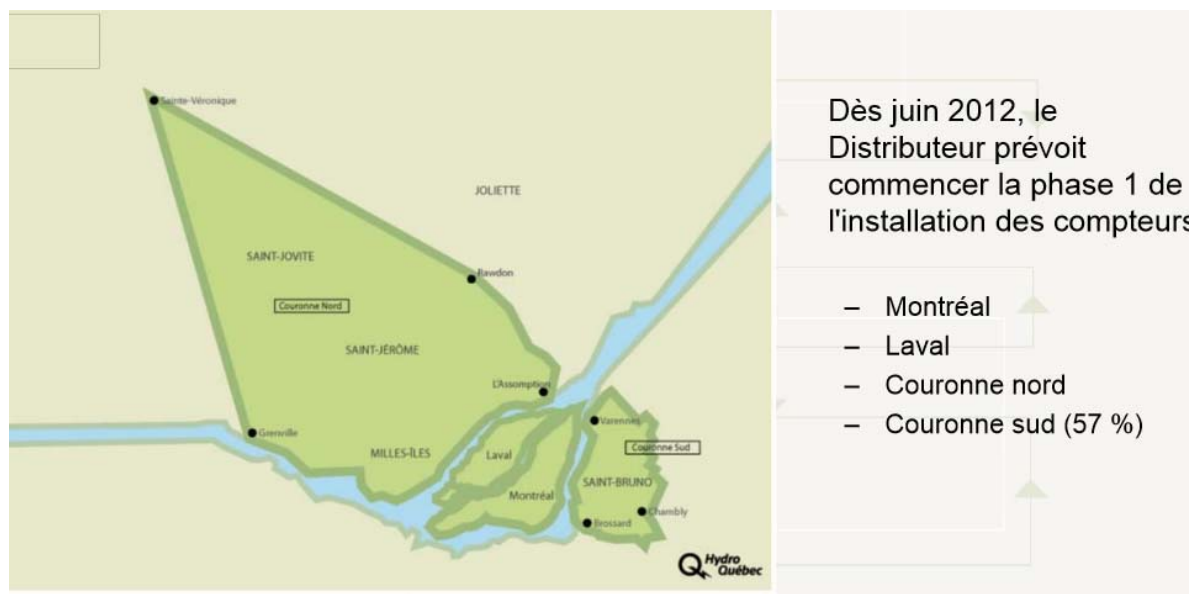 Sainte-Véronique
JOLIETTE
SAINT-JOVITE
Rawdon
Couronne Nord
SAINT-JÉRÔME
L'Assomption
Varennes
Grenville
Couronne Sud
MILLES-ÎLES
Laval
SAINT-BRUNO
Montréal
Chambly
Brossard
Hydro
Québec
Dès juin 2012, le
Distributeur prévoit
commencer la phase 1 de
l'installation des compteurs
– Montréal
– Laval
– Couronne nord
– Couronne sud (57 %)